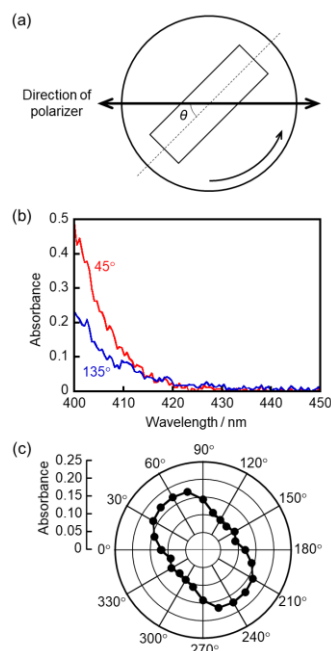 (a)
Direction of
polarizer
θ
(b)
0.5
0.4
0.3
0.2
0.1
0
Absorbance
45°
135°
400 410 420 430 440 450
Wavelength / nm
(c)
Absorbance
0.25
0.20
0.15
0.10
0.05
0
90°
60° 120°
30° 150°
0° 180°
330° 210°
300° 240°
270°